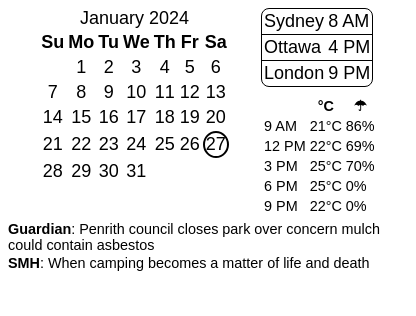 January 2024
Su Mo Tu We Th Fr Sa
1 2 3 4 5 6
7 8 9 10 11 12 13
14 15 16 17 18 19 20
21 22 23 24 25 26 27
28 29 30 31
Sydney 8 AM
Ottawa 4 PM
London 9 PM
°C ☂
9 AM 21°C 86%
12 PM 22°C 69%
3 PM 25°C 70%
6 PM 25°C 0%
9 PM 22°C 0%
Guardian: Penrith council closes park over concern mulch
could contain asbestos
SMH: When camping becomes a matter of life and death